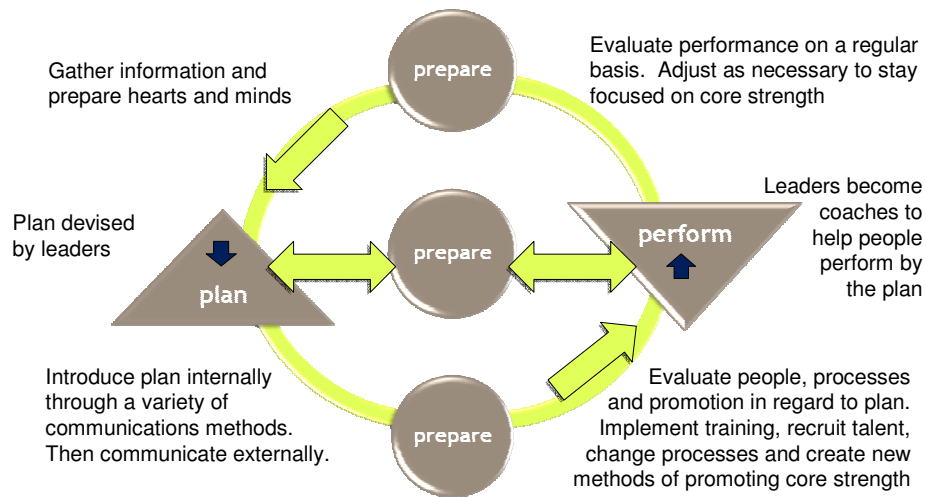 prepare
Gather information and
prepare hearts and minds
Evaluate performance on a regular
basis.  Adjust as necessary to stay
focused on core strength
Plan devised
by leaders
plan
prepare
perform
Leaders become
coaches to
help people
perform by
the plan
Introduce plan internally
through a variety of
communications methods.
Then communicate externally.
prepare
Evaluate people, processes
and promotion in regard to plan.
Implement training, recruit talent,
change processes and create new
methods of promoting core strength